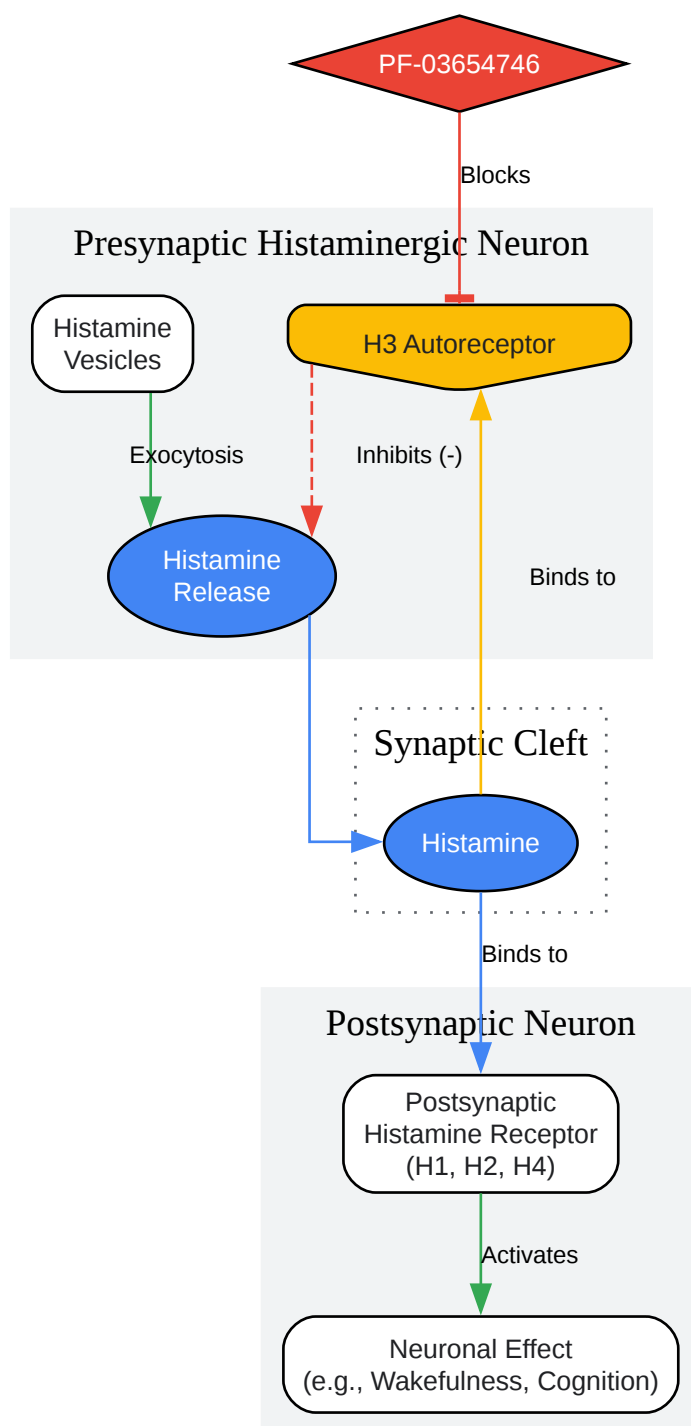 PF-03654746
Blocks
Presynaptic Histaminergic Neuron
Histamine
Vesicles
H3 Autoreceptor
Exocytosis
Inhibits (-)
Histamine
Release
Binds to
Synaptic Cleft
Histamine
Binds to
Postsynaptic Neuron
Postsynaptic
Histamine Receptor
(H1, H2, H4)
Activates
Neuronal Effect
(e.g., Wakefulness, Cognition)